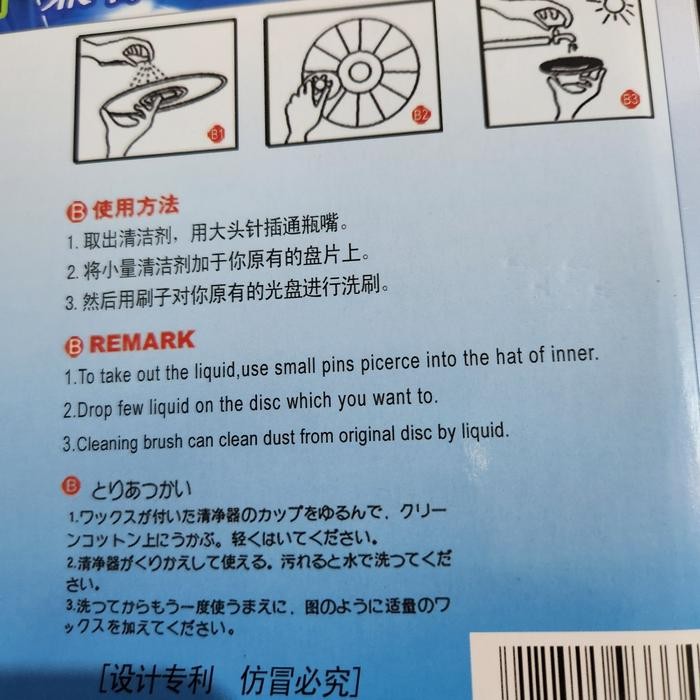 B1
B2
B3
B 使用方法
1. 取出清洁剂，用大头针插通瓶嘴。
2. 将小量清洁剂加于你原有的盘片上。
3. 然后用刷子对你原有的光盘进行洗刷。
B REMARK
1.To take out the liquid,use small pins picerce into the hat of inner.
2.Drop few liquid on the disc which you want to.
3.Cleaning brush can clean dust from original disc by liquid.
B とりあつかい
1.ワックスが付いた清浄器のカップをゆるんで．クリー
ンコットン上にうかぶ。軽くはいてください。
2.清浄器がくりかえして使える。汚れると水で洗つてくだ
さい。
3.洗つてからもう一度使うまえに．图のように适量のワ
ックスを加えてください。
[设计专利 仿冒必究]